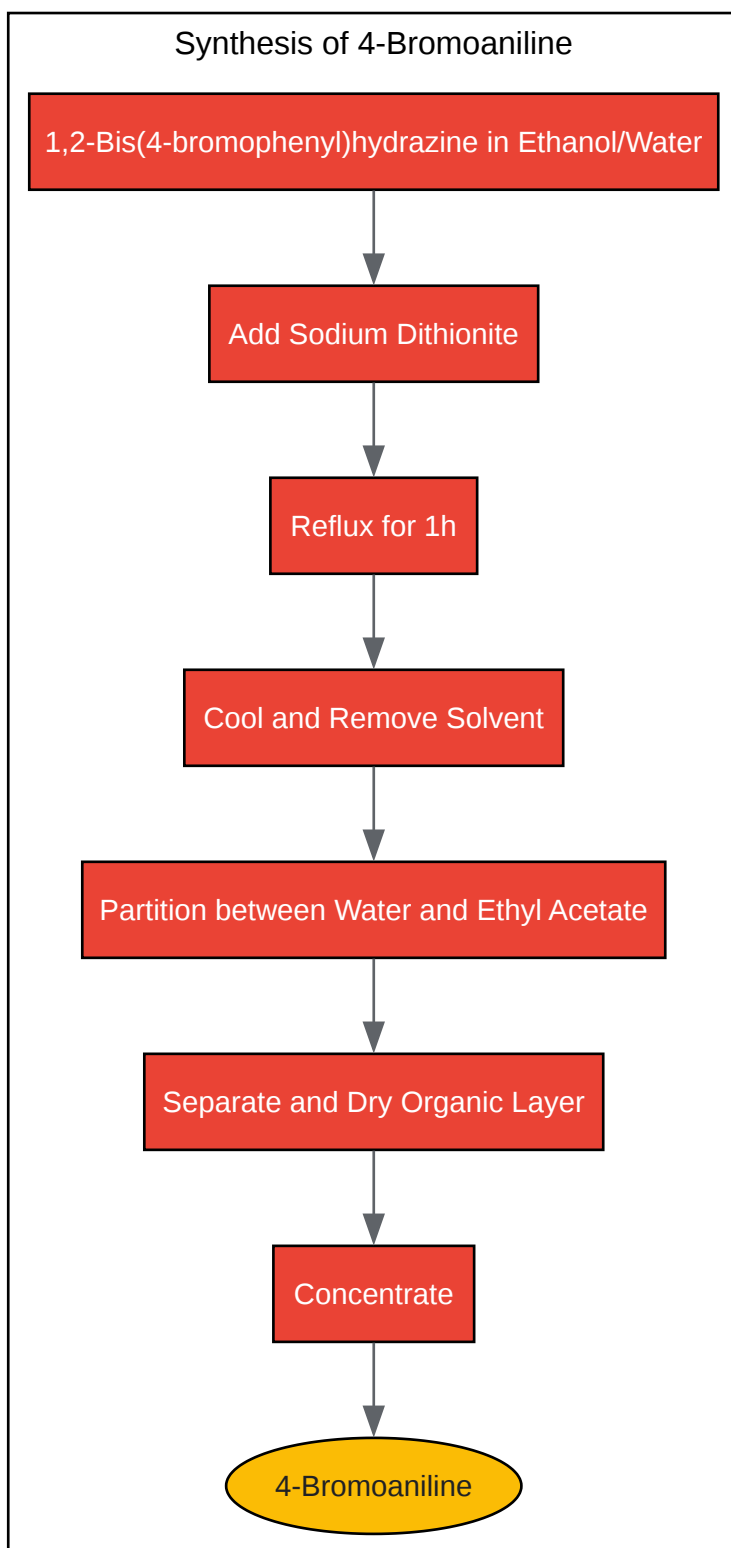 Synthesis of 4-Bromoaniline
1,2-Bis(4-bromophenyl)hydrazine in Ethanol/Water
Add Sodium Dithionite
Reflux for 1h
Cool and Remove Solvent
Partition between Water and Ethyl Acetate
Separate and Dry Organic Layer
Concentrate
4-Bromoaniline